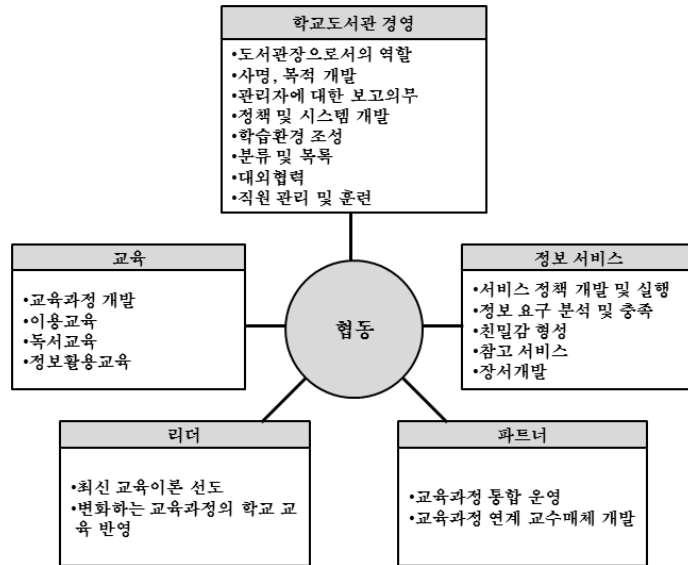 학교도서관 경영
•도서관장으로서의 역할
•사명, 목적 개발
•관리자에 대한 보고의부
•정책 및 시스템 개발
•학습환경 조성
•분류 및 목록
•대외협력
•직원 관리 및 훈련
교육
•교육과정 개발
•이용교육
•독서교육
•정보활용교육
협동
정보 서비스
•서비스 정책 개발 및 실행
•정보 요구 분석 및 충족
•친밀감 형성
•참고 서비스
•장서개발
리더
•최신 교육이론 선도
•변화하는 교육과정의 학교 교
육 반영
파트너
•교육과정 통합 운영
•교육과정 연계 교수매체 개발